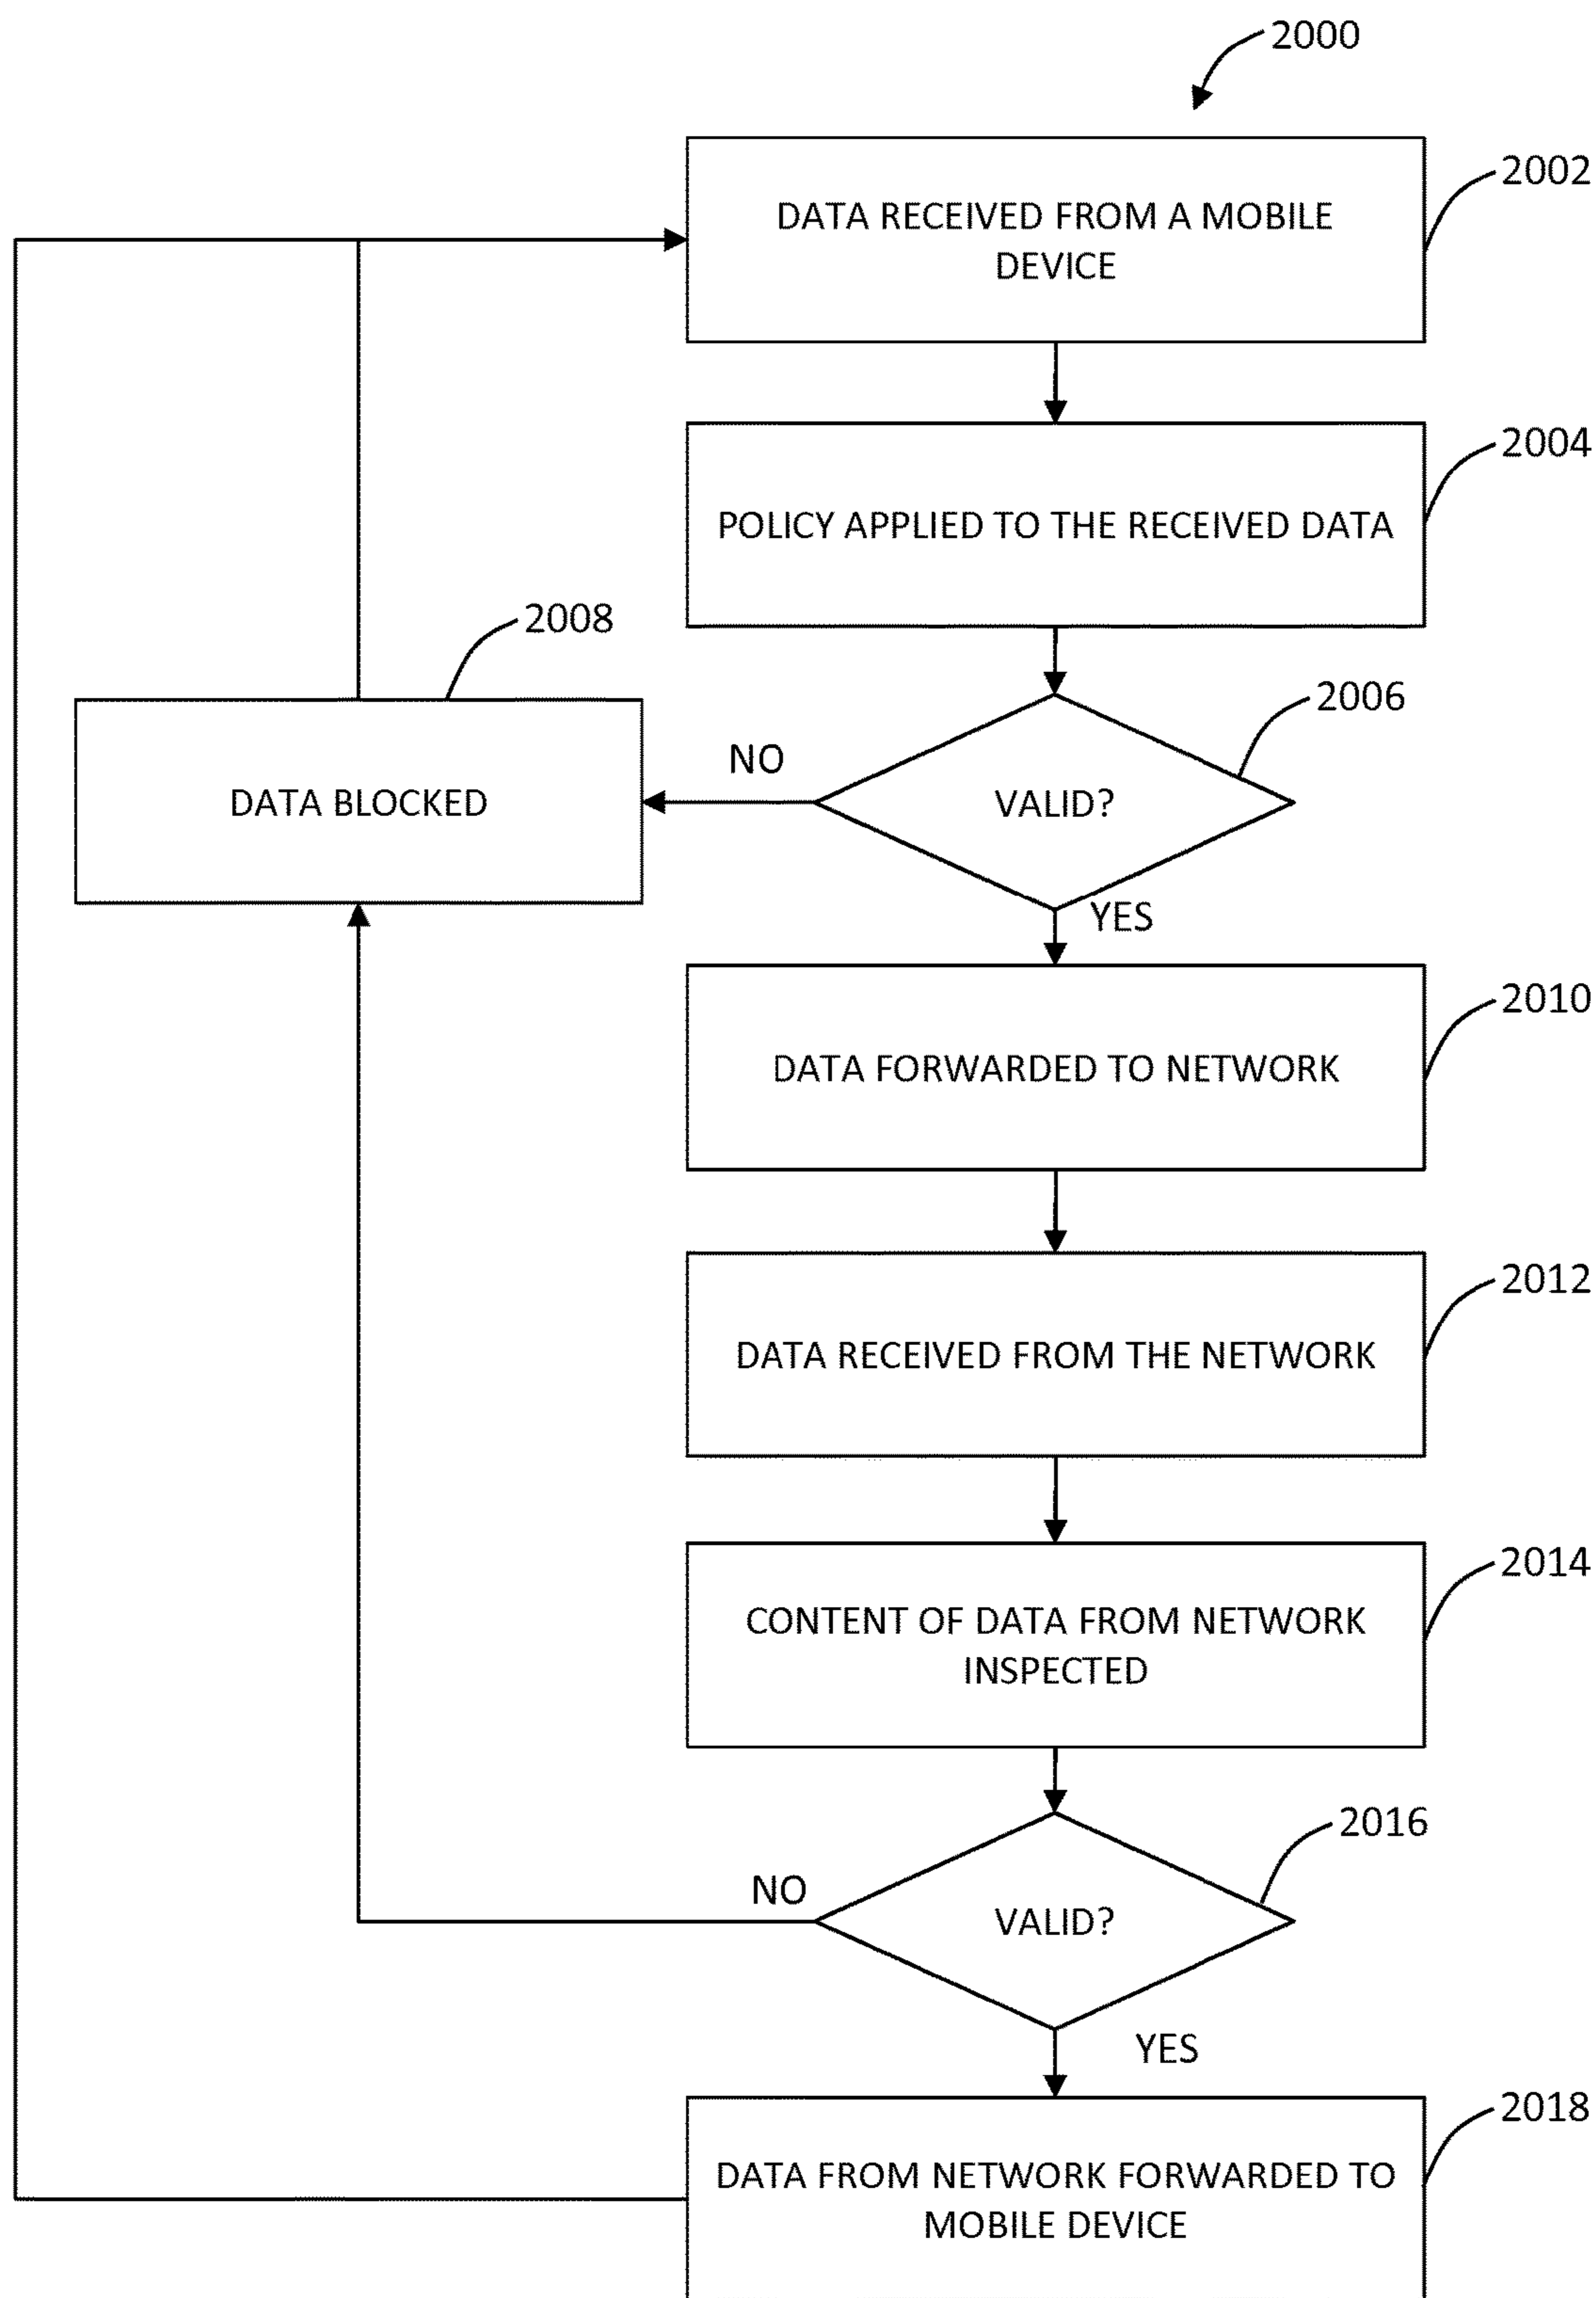 2000
2002
DATA RECEIVED FROM A MOBILE
DEVICE
2004
POLICY APPLIED TO THE RECEIVED DATA
2008
2006
DATA BLOCKED
NO
VALID?
YES
2010
DATA FORWARDED TO NETWORK
2012
DATA RECEIVED FROM THE NETWORK
2014
CONTENT OF DATA FROM NETWORK
INSPECTED
2016
NO
VALID?
YES
2018
DATA FROM NETWORK FORWARDED TO
MOBILE DEVICE